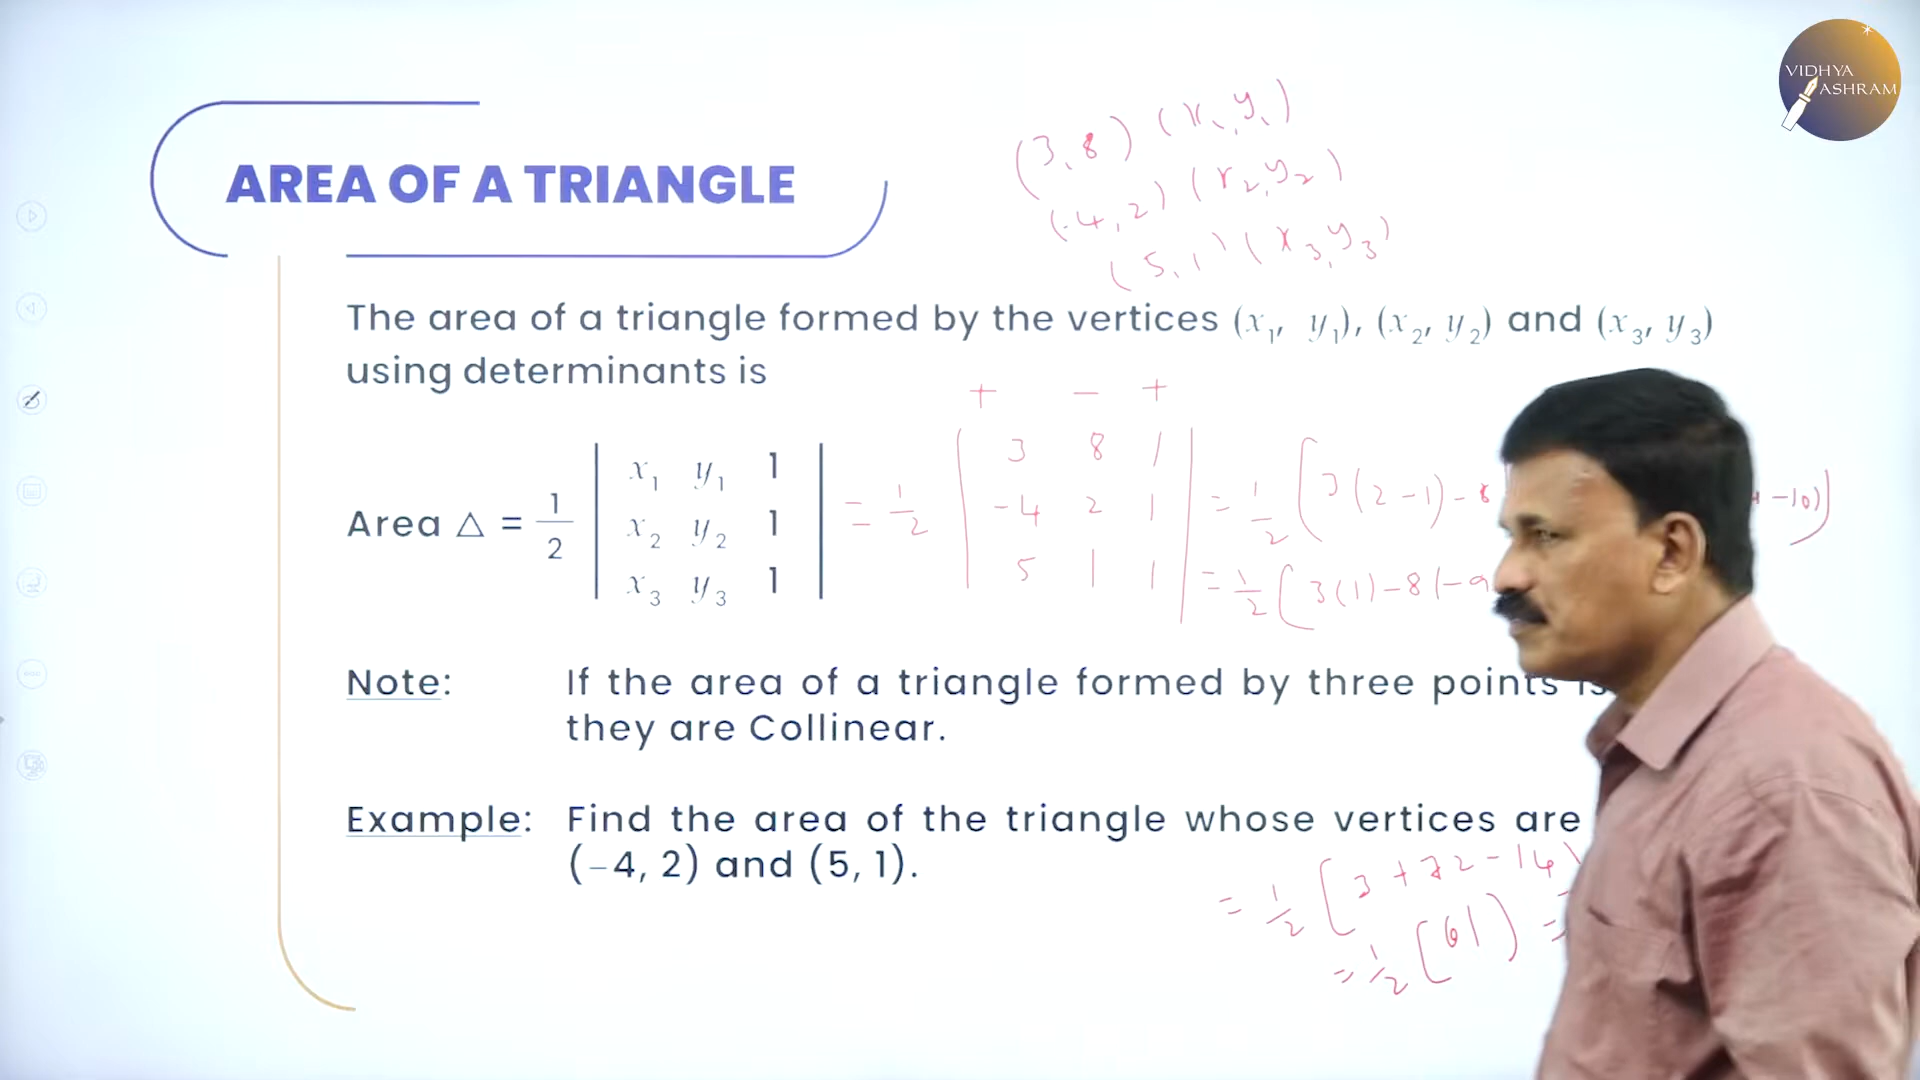 VIDHYA
ASHRAM
AREA OF A TRIANGLE
(3, 8) (x₁, y₁)
(-4, 2) (x₂, y₂)
(5, 1) (x₃, y₃)
The area of a triangle formed by the vertices (x₁, y₁), (x₂, y₂) and (x₃, y₃)
using determinants is
+ − +
Area △ = 1/2 | x₁ y₁ 1 | = 1/2 | 3 8 1 | = 1/2 [3(2-1)-8 -10)]
| x₂ y₂ 1 | | -4 2 1 |
| x₃ y₃ 1 | | 5 1 1 | = 1/2 [3(1)-8(-9
Note: If the area of a triangle formed by three points is
they are Collinear.
Example: Find the area of the triangle whose vertices are
(−4, 2) and (5, 1).
= 1/2 [3+72-14]
= 1/2 [61] =